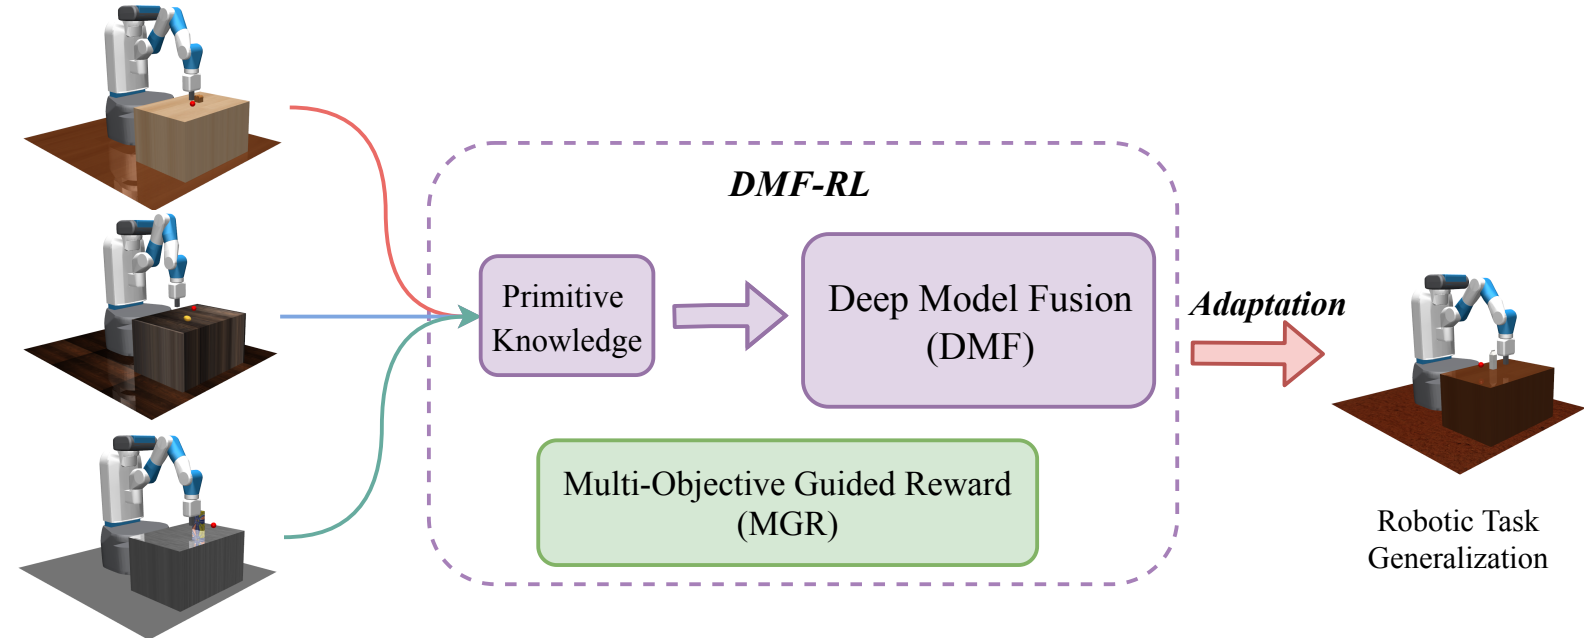 DMF-RL
Primitive
Knowledge
Deep Model Fusion
(DMF)
Adaptation
Multi-Objective Guided Reward
(MGR)
Robotic Task
Generalization